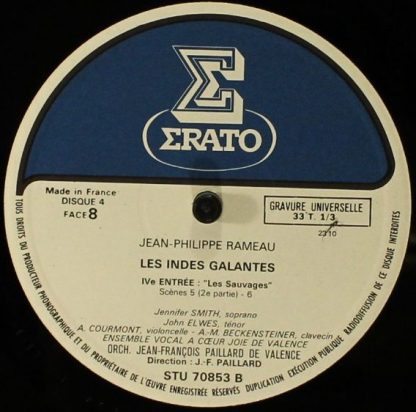 ΣRATO
Made in France
DISQUE 4
FACE 8
GRAVURE UNIVERSELLE
33 T. 1/3
2310
JEAN-PHILIPPE RAMEAU
LES INDES GALANTES
IVe ENTRÉE : "Les Sauvages"
Scènes 5 (2e partie) - 6
Jennifer SMITH, soprano
John ELWES, ténor
A. COURMONT, violoncelle - A.-M. BECKENSTEINER, clavecin
ENSEMBLE VOCAL A CŒUR JOIE DE VALENCE
ORCH. JEAN-FRANÇOIS PAILLARD DE VALENCE
Direction : J.-F. PAILLARD
STU 70853 B
TOUS DROITS DU PRODUCTEUR PHONOGRAPHIQUE ET DU PROPRIÉTAIRE DE L'ŒUVRE ENREGISTRÉE RÉSERVÉS DUPLICATION EXÉCUTION PUBLIQUE RADIODIFFUSION DE CE DISQUE INTERDITES